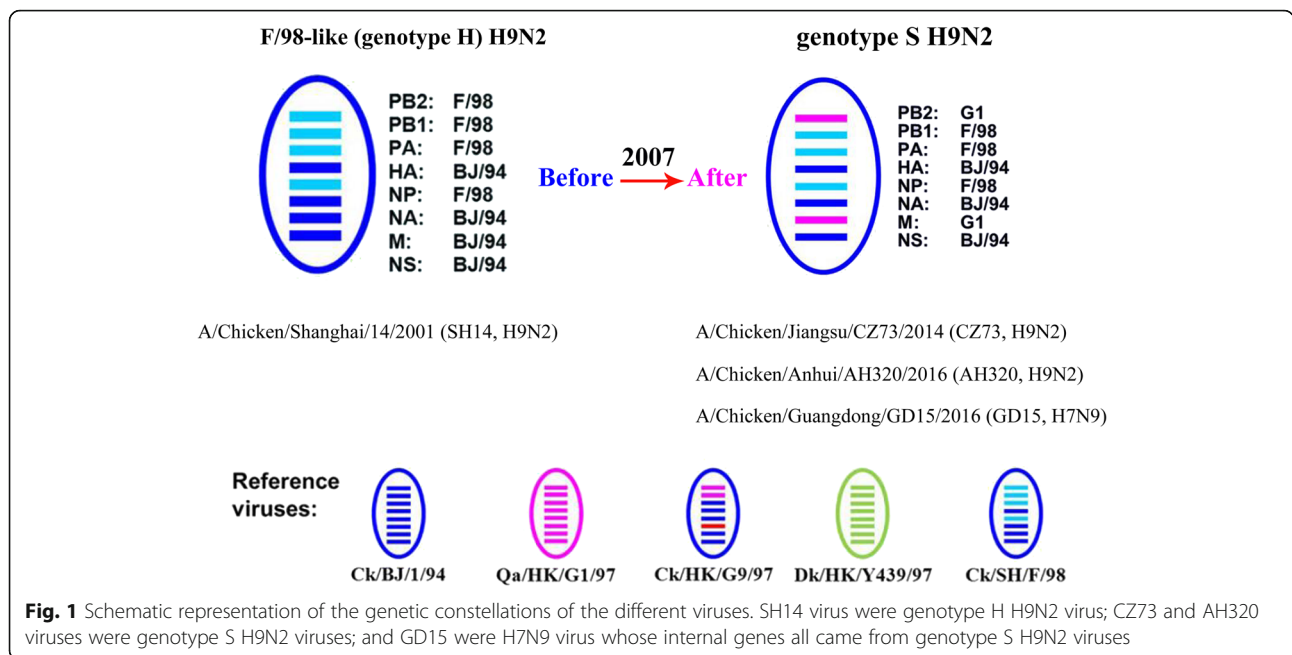 F/98-like (genotype H) H9N2
PB2: F/98
PB1: F/98
PA: F/98
HA: BJ/94
NP: F/98
NA: BJ/94
M: BJ/94
NS: BJ/94
A/Chicken/Shanghai/14/2001 (SH14, H9N2)
2007
Before After
genotype S H9N2
PB2: G1
PB1: F/98
PA: F/98
HA: BJ/94
NP: F/98
NA: BJ/94
M: G1
NS: BJ/94
A/Chicken/Jiangsu/CZ73/2014 (CZ73, H9N2)
A/Chicken/Anhui/AH320/2016 (AH320, H9N2)
A/Chicken/Guangdong/GD15/2016 (GD15, H7N9)
Reference
viruses:
Ck/BJ/1/94 Qa/HK/G1/97 Ck/HK/G9/97 Dk/HK/Y439/97 Ck/SH/F/98
Fig. 1 Schematic representation of the genetic constellations of the different viruses. SH14 virus were genotype H H9N2 virus; CZ73 and AH320
viruses were genotype S H9N2 viruses; and GD15 were H7N9 virus whose internal genes all came from genotype S H9N2 viruses